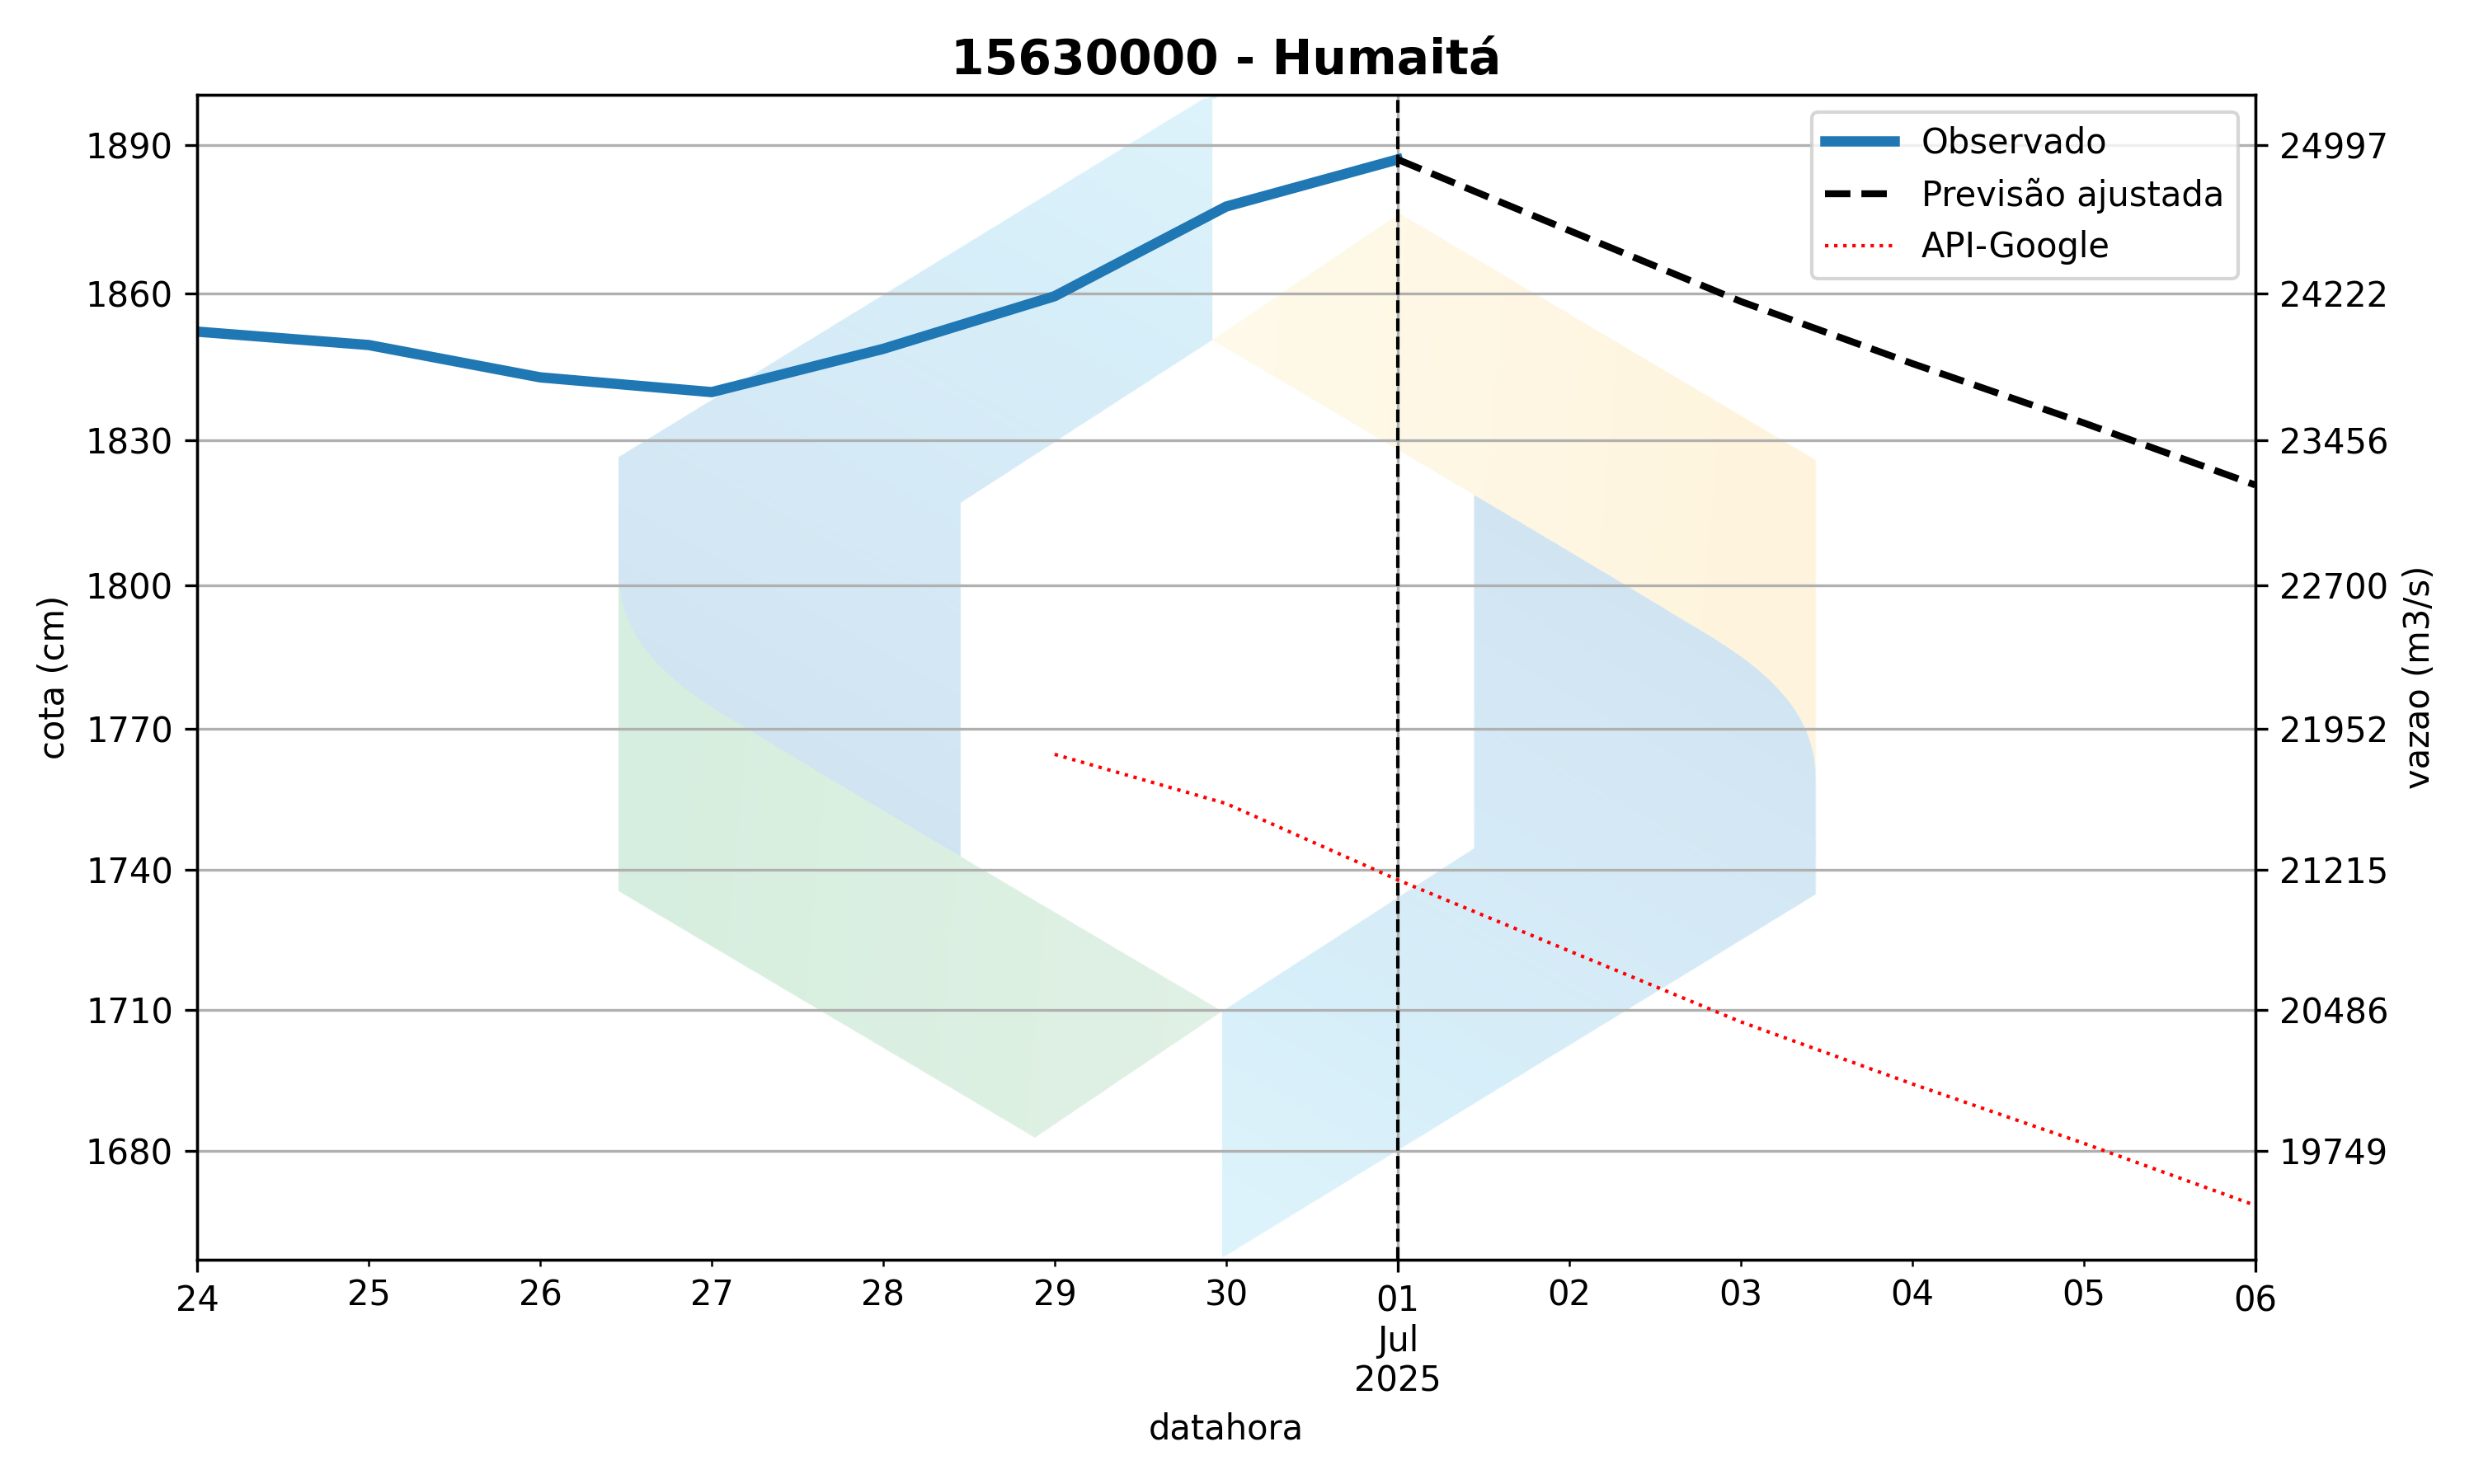 15630000 - Humaitá
Observado
Previsão ajustada
API-Google
cota (cm)
1890
1860
1830
1800
1770
1740
1710
1680
24997
24222
23456
22700
21952
21215
20486
19749
vazao (m3/s)
24 25 26 27 28 29 30 01 02 03 04 05 06
Jul
2025
datahora